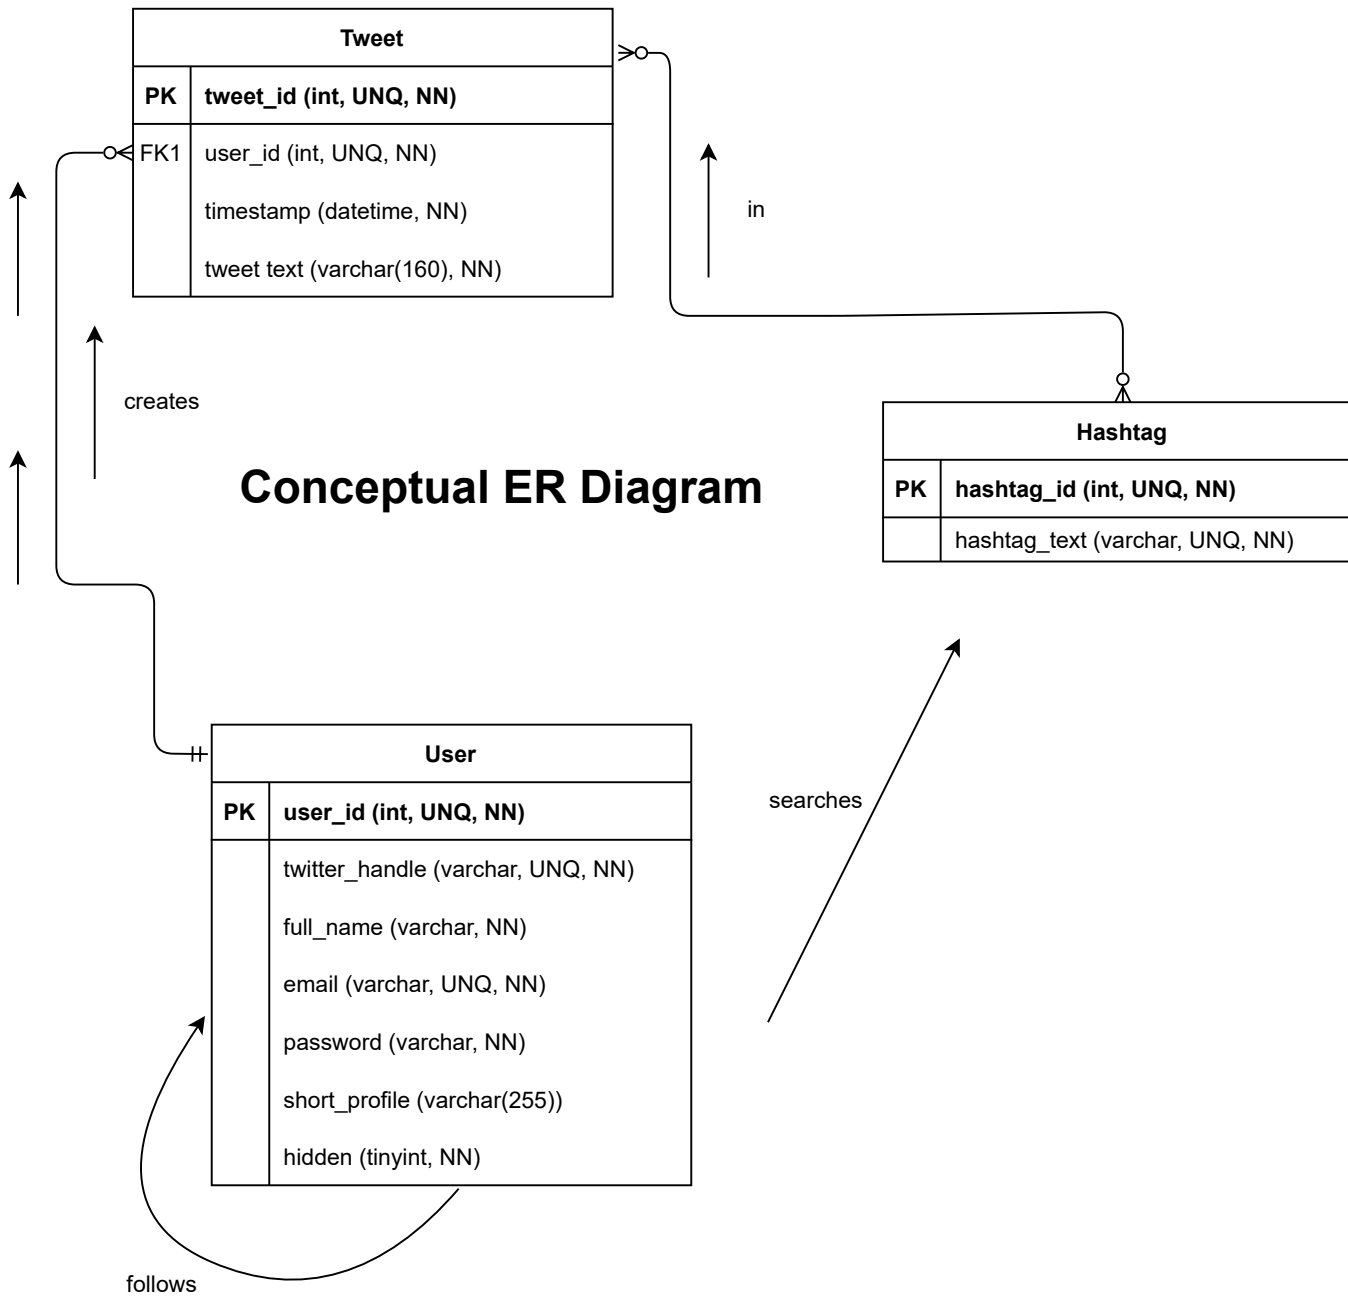 Tweet
PK tweet_id (int, UNQ, NN)
FK1 user_id (int, UNQ, NN)
timestamp (datetime, NN)
tweet text (varchar(160), NN)
in
creates
Conceptual ER Diagram
Hashtag
PK hashtag_id (int, UNQ, NN)
hashtag_text (varchar, UNQ, NN)
User
PK user_id (int, UNQ, NN)
twitter_handle (varchar, UNQ, NN)
full_name (varchar, NN)
email (varchar, UNQ, NN)
password (varchar, NN)
short_profile (varchar(255))
hidden (tinyint, NN)
searches
follows